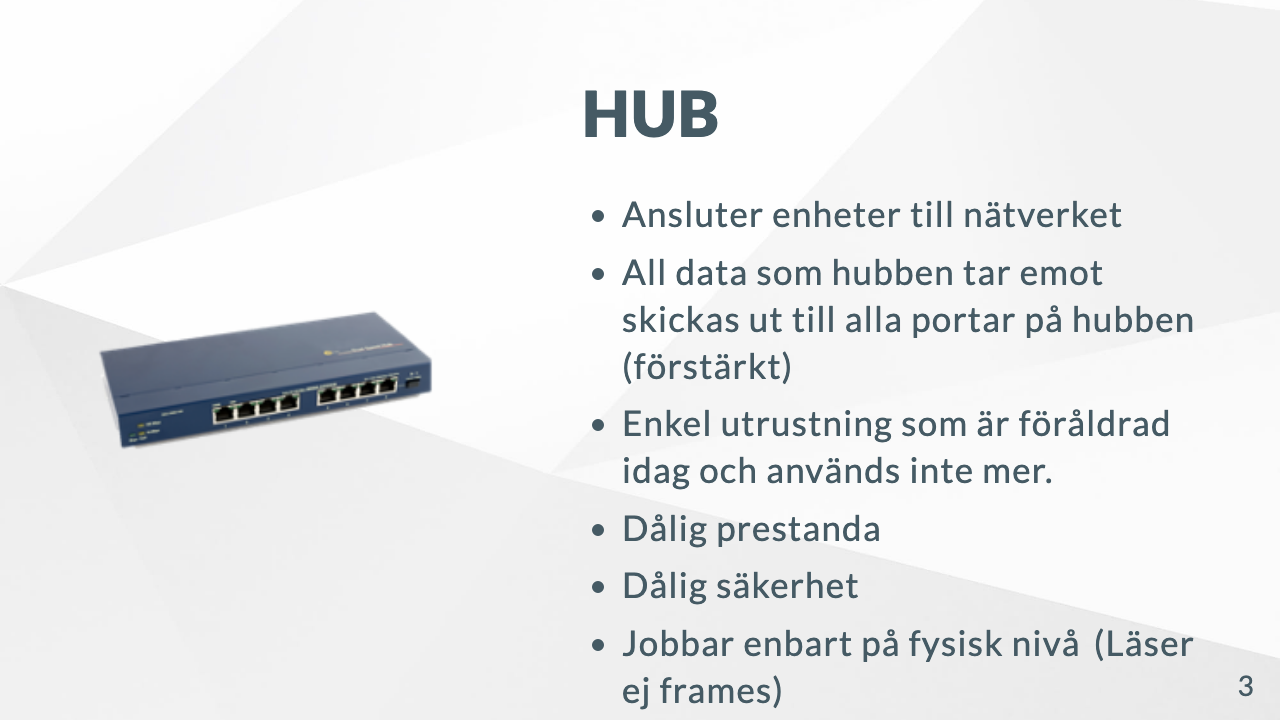 HUB
• Ansluter enheter till nätverket
• All data som hubben tar emot
skickas ut till alla portar på hubben
(förstärkt)
• Enkel utrustning som är föråldrad
idag och används inte mer.
• Dålig prestanda
• Dålig säkerhet
• Jobbar enbart på fysisk nivå (Läser
ej frames)
3